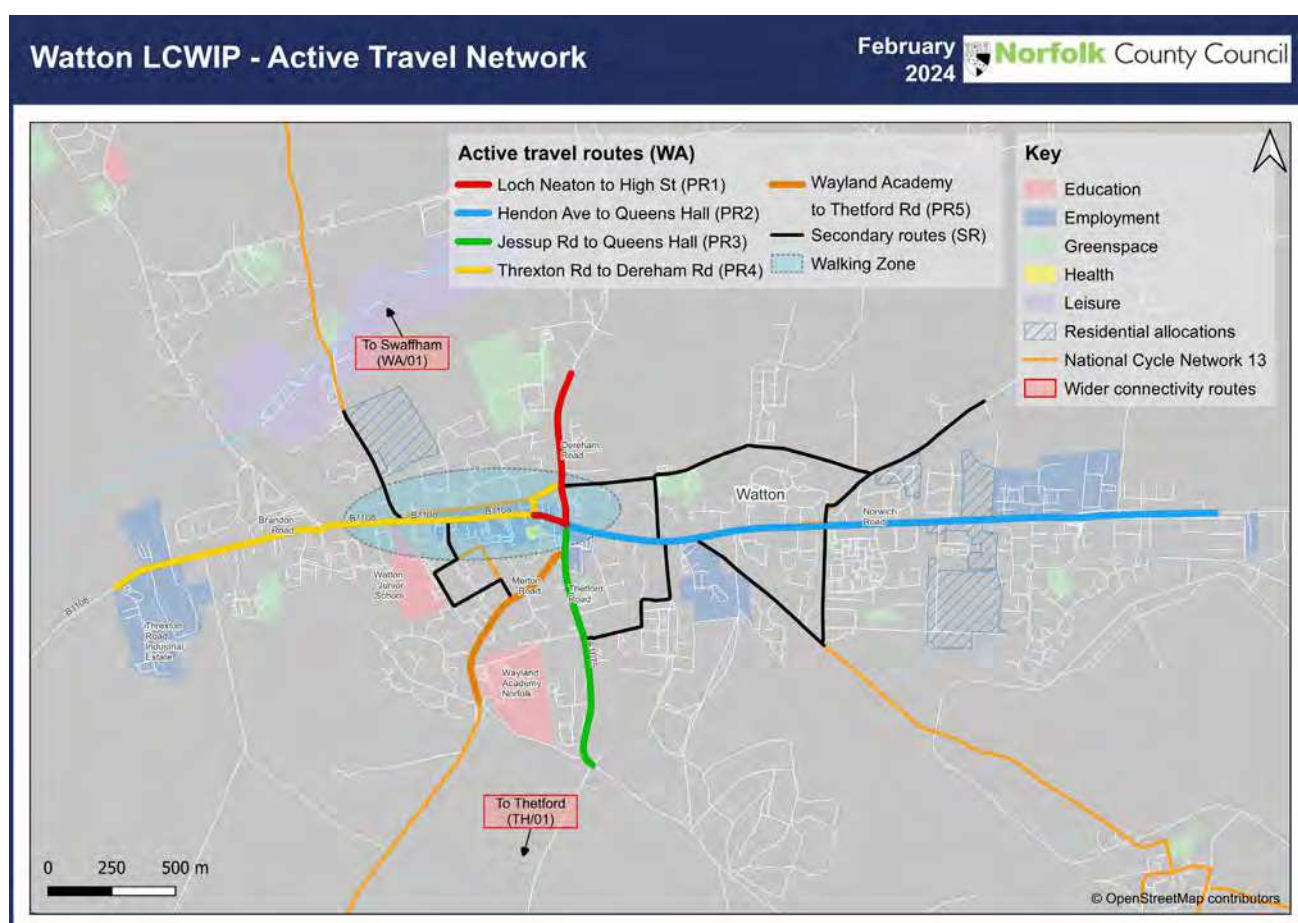 Watton LCWIP - Active Travel Network
February
2024
Norfolk County Council
Active travel routes (WA)
Loch Neaton to High St (PR1)
Hendon Ave to Queens Hall (PR2)
Jessup Rd to Queens Hall (PR3)
Threxton Rd to Dereham Rd (PR4)
Wayland Academy
to Thetford Rd (PR5)
Secondary routes (SR)
Walking Zone
Key
Education
Employment
Greenspace
Health
Leisure
Residential allocations
National Cycle Network 13
Wider connectivity routes
To Swaffham
(WA/01)
Dereham
Road
Watton
Norwich
Road
Brandon
Road
B1108
B1108
B1108
B1108
Watton
Junior
School
Merton
Road
Thetford
Road
Threxton
Road
Industrial
Estate
Wayland
Academy
Norfolk
To Thetford
(TH/01)
0 250 500 m
© OpenStreetMap contributors